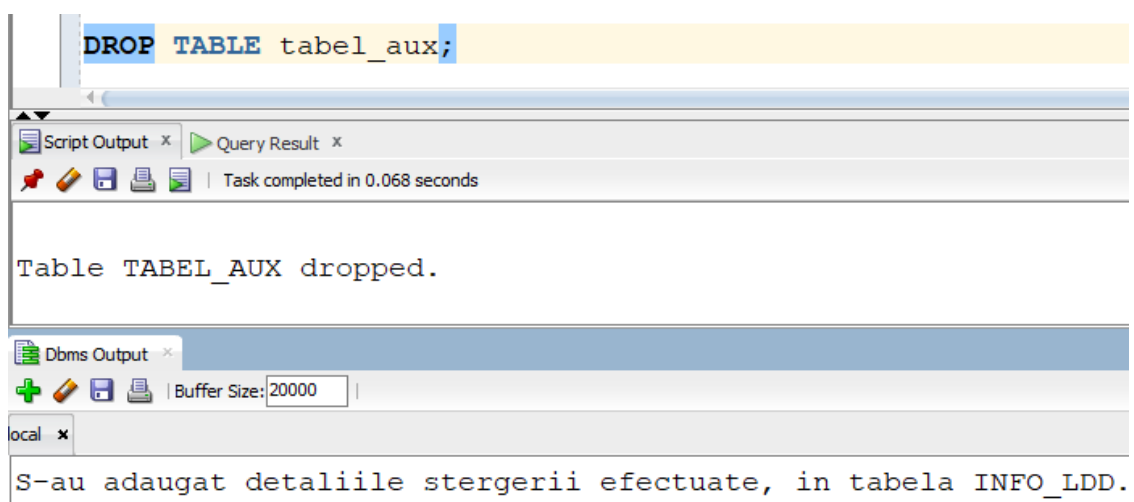 DROP TABLE tabel_aux;
Script Output x Query Result x
Task completed in 0.068 seconds
Table TABEL_AUX dropped.
Dbms Output x
Buffer Size: 20000
local x
S-au adaugat detaliile stergerii efectuate, in tabela INFO_LDD.